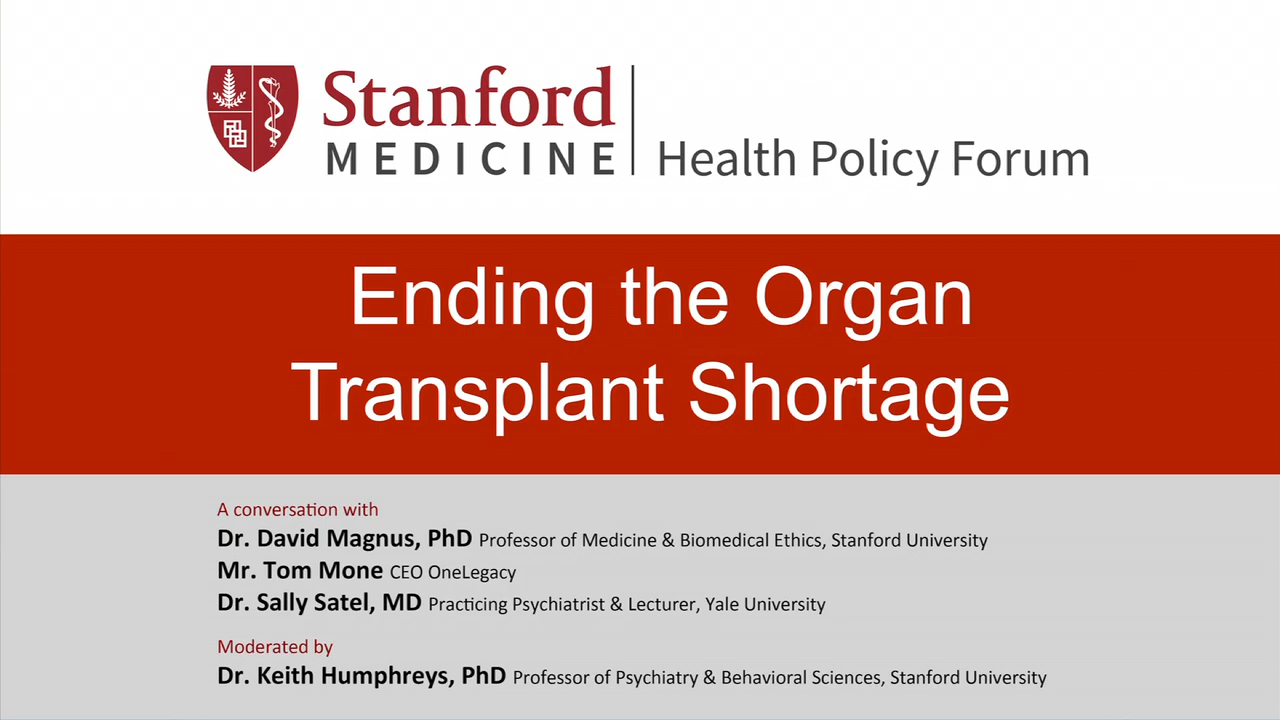 Stanford
MEDICINE
Health Policy Forum
Ending the Organ
Transplant Shortage
A conversation with
Dr. David Magnus, PhD Professor of Medicine & Biomedical Ethics, Stanford University
Mr. Tom Mone CEO OneLegacy
Dr. Sally Satel, MD Practicing Psychiatrist & Lecturer, Yale University
Moderated by
Dr. Keith Humphreys, PhD Professor of Psychiatry & Behavioral Sciences, Stanford University